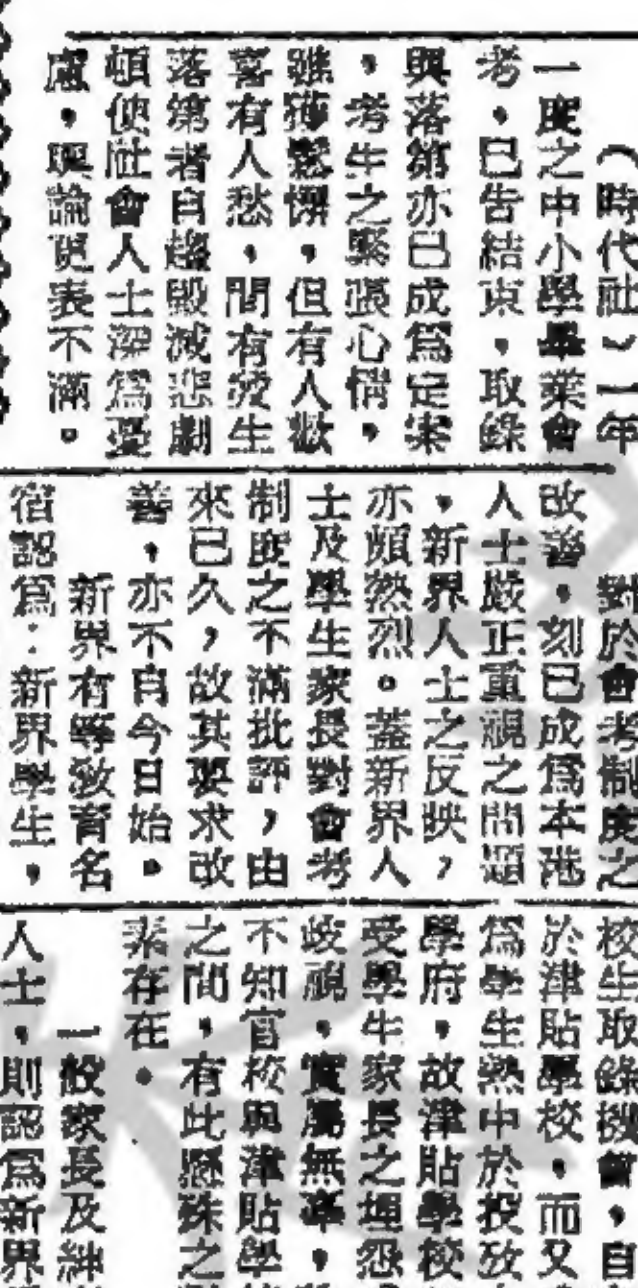 （時代社）一年
一度之中小學畢業會
考，已告結束，取錄
與落第亦已成爲定案
，考生之緊張心情，
雖獲鬆懈，但有人歡
喜有人愁，間有發生
落第者自趨毀滅悲劇
頓使社會人士深爲憂
慮，輿論更表不滿。
對於會考制度之
改善，刻已成爲本港
人士嚴正重視之問題
，新界人士之反映，
亦頗熱烈。蓋新界人
士及學生家長對會考
制度之不滿批評，由
來已久，故其要求改
善，亦不自今日始。
新界有等敎育名
宿認爲：新界學生，
校生取錄機會，自
於津貼學校，而又
爲學生熱中於投攷
學府，故津貼學校
受學生家長之埋怨
歧視，實屬無辜，
不知官校與津貼學
之間，有此懸殊之
素存在。
一般家長及紳
人士，則認爲新界